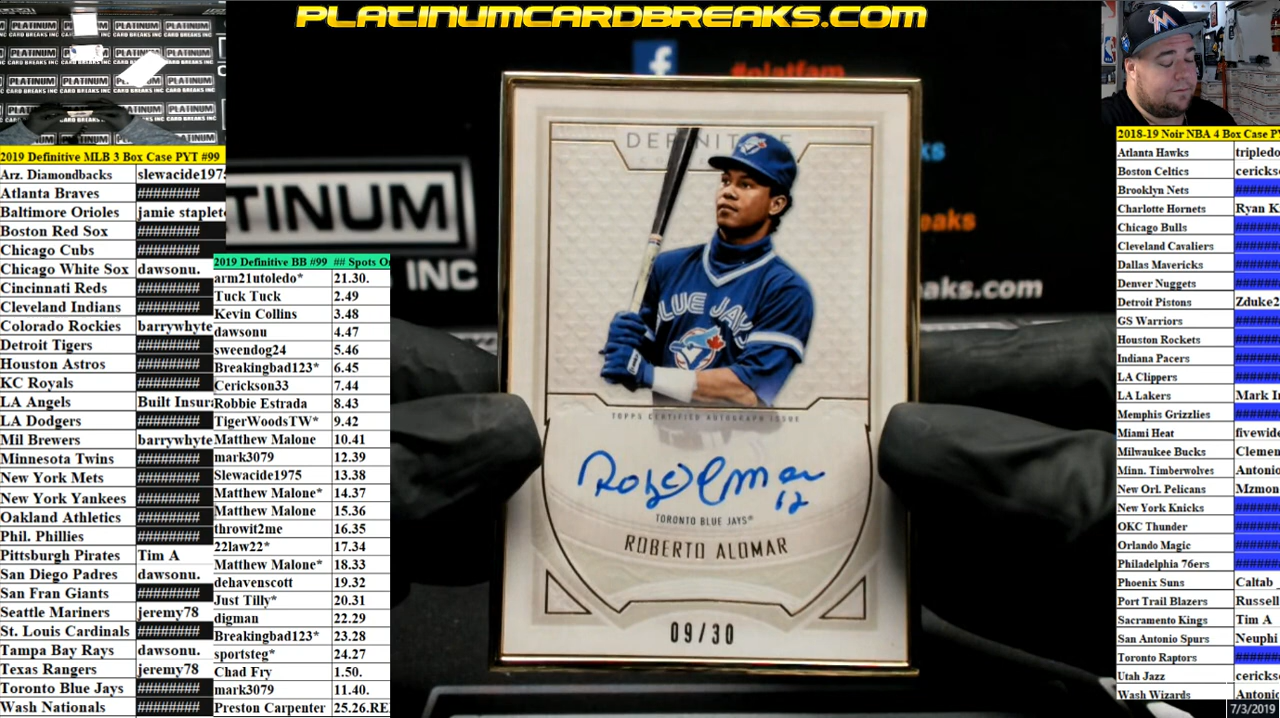 PLATINUMCARDBREAKS.COM
#platfam
TINUM
INC
eaks
aks.com
DEFINITIVE
BLUE JAYS
TOPPS CERTIFIED AUTOGRAPH ISSUE
12
TORONTO BLUE JAYS®
ROBERTO ALOMAR
09/30
PLATINUM
CARD BREAKS INC
2019 Definitive MLB 3 Box Case PYT #99
Arz. Diamondbacks slewacide197
Atlanta Braves ########
Baltimore Orioles jamie staplet
Boston Red Sox ########
Chicago Cubs ########
Chicago White Sox dawsonu.
Cincinnati Reds ########
Cleveland Indians ########
Colorado Rockies barrywhyte
Detroit Tigers ########
Houston Astros ########
KC Royals ########
LA Angels Built Insur
LA Dodgers ########
Mil Brewers barrywhyte
Minnesota Twins ########
New York Mets ########
New York Yankees ########
Oakland Athletics ########
Phil. Phillies ########
Pittsburgh Pirates Tim A
San Diego Padres dawsonu.
San Fran Giants ########
Seattle Mariners jeremy78
St. Louis Cardinals ########
Tampa Bay Rays dawsonu.
Texas Rangers jeremy78
Toronto Blue Jays ########
Wash Nationals ########
2019 Definitive BB #99 ## Spots O
arm21utoledo* 21.30.
Tuck Tuck 2.49
Kevin Collins 3.48
dawsonu 4.47
sweendog24 5.46
Breakingbad123* 6.45
Cerickson33 7.44
Robbie Estrada 8.43
TigerWoodsTW* 9.42
Matthew Malone 10.41
mark3079 12.39
Slewacide1975 13.38
Matthew Malone* 14.37
Matthew Malone 15.36
throwit2me 16.35
22law22* 17.34
Matthew Malone* 18.33
dehavenscott 19.32
Just Tilly* 20.31
digman 22.29
Breakingbad123* 23.28
sportsteg* 24.27
Chad Fry 1.50.
mark3079 11.40.
Preston Carpenter 25.26.RE
2018-19 Noir NBA 4 Box Case P
Atlanta Hawks tripledo
Boston Celtics cericks
Brooklyn Nets ######
Charlotte Hornets Ryan K
Chicago Bulls ######
Cleveland Cavaliers ######
Dallas Mavericks ######
Denver Nuggets ######
Detroit Pistons Zduke2
GS Warriors ######
Houston Rockets ######
Indiana Pacers ######
LA Clippers ######
LA Lakers Mark I
Memphis Grizzlies ######
Miami Heat fivewide
Milwaukee Bucks Clemen
Minn. Timberwolves Antonio
New Orl. Pelicans Mzmon
New York Knicks ######
OKC Thunder ######
Orlando Magic ######
Philadelphia 76ers ######
Phoenix Suns Caltab
Port Trail Blazers Russell
Sacramento Kings Tim A
San Antonio Spurs Neuphi
Toronto Raptors ######
Utah Jazz cericks
Wash Wizards Antonio
7/3/2019